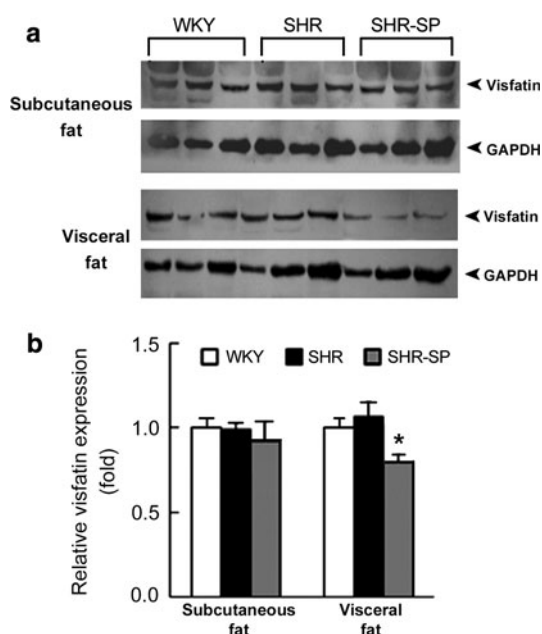 a
WKY SHR SHR-SP
Subcutaneous
fat
Visfatin
GAPDH
Visceral
fat
Visfatin
GAPDH
b
Relative visfatin expression
(fold)
1.5
1.0
0.5
0.0
WKY SHR SHR-SP
*
Subcutaneous
fat
Visceral
fat